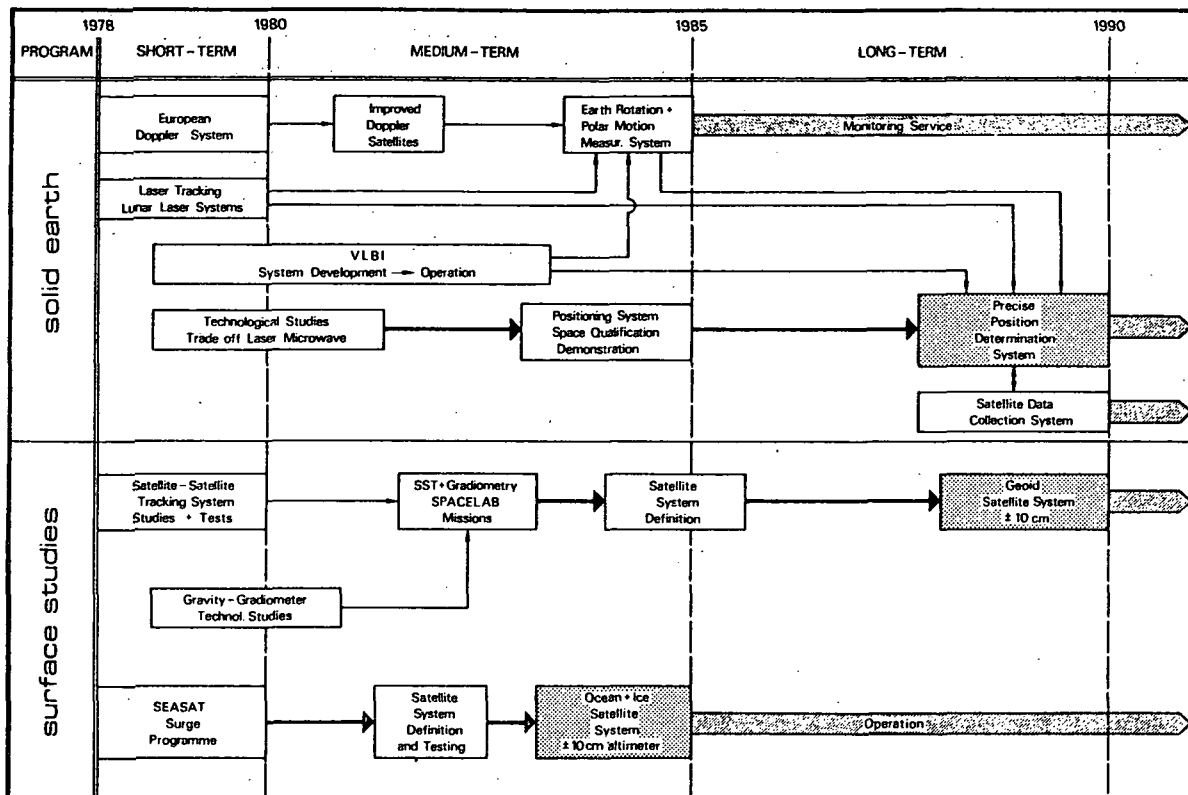 1978
1980
1985
1990
PROGRAM
SHORT-TERM
MEDIUM-TERM
LONG-TERM
solid earth
European
Doppler System
Improved
Doppler
Satellites
Earth Rotation +
Polar Motion
Measur. System
Monitoring Service
Laser Tracking
Lunar Laser Systems
VLBI
System Development → Operation
Technological Studies
Trade off Laser Microwave
Positioning System
Space Qualification
Demonstration
Precise
Position
Determination
System
Satellite Data
Collection System
surface studies
Satellite-Satellite
Tracking System
Studies + Tests
SST+Gradiometry
SPACELAB
Missions
Satellite
System
Definition
Geoid
Satellite System
± 10 cm
Gravity-Gradiometer
Technol. Studies
SEASAT
Surge
Programme
Satellite
System
Definition
and Testing
Ocean + Ice
Satellite
System
± 10cm altimeter
Operation